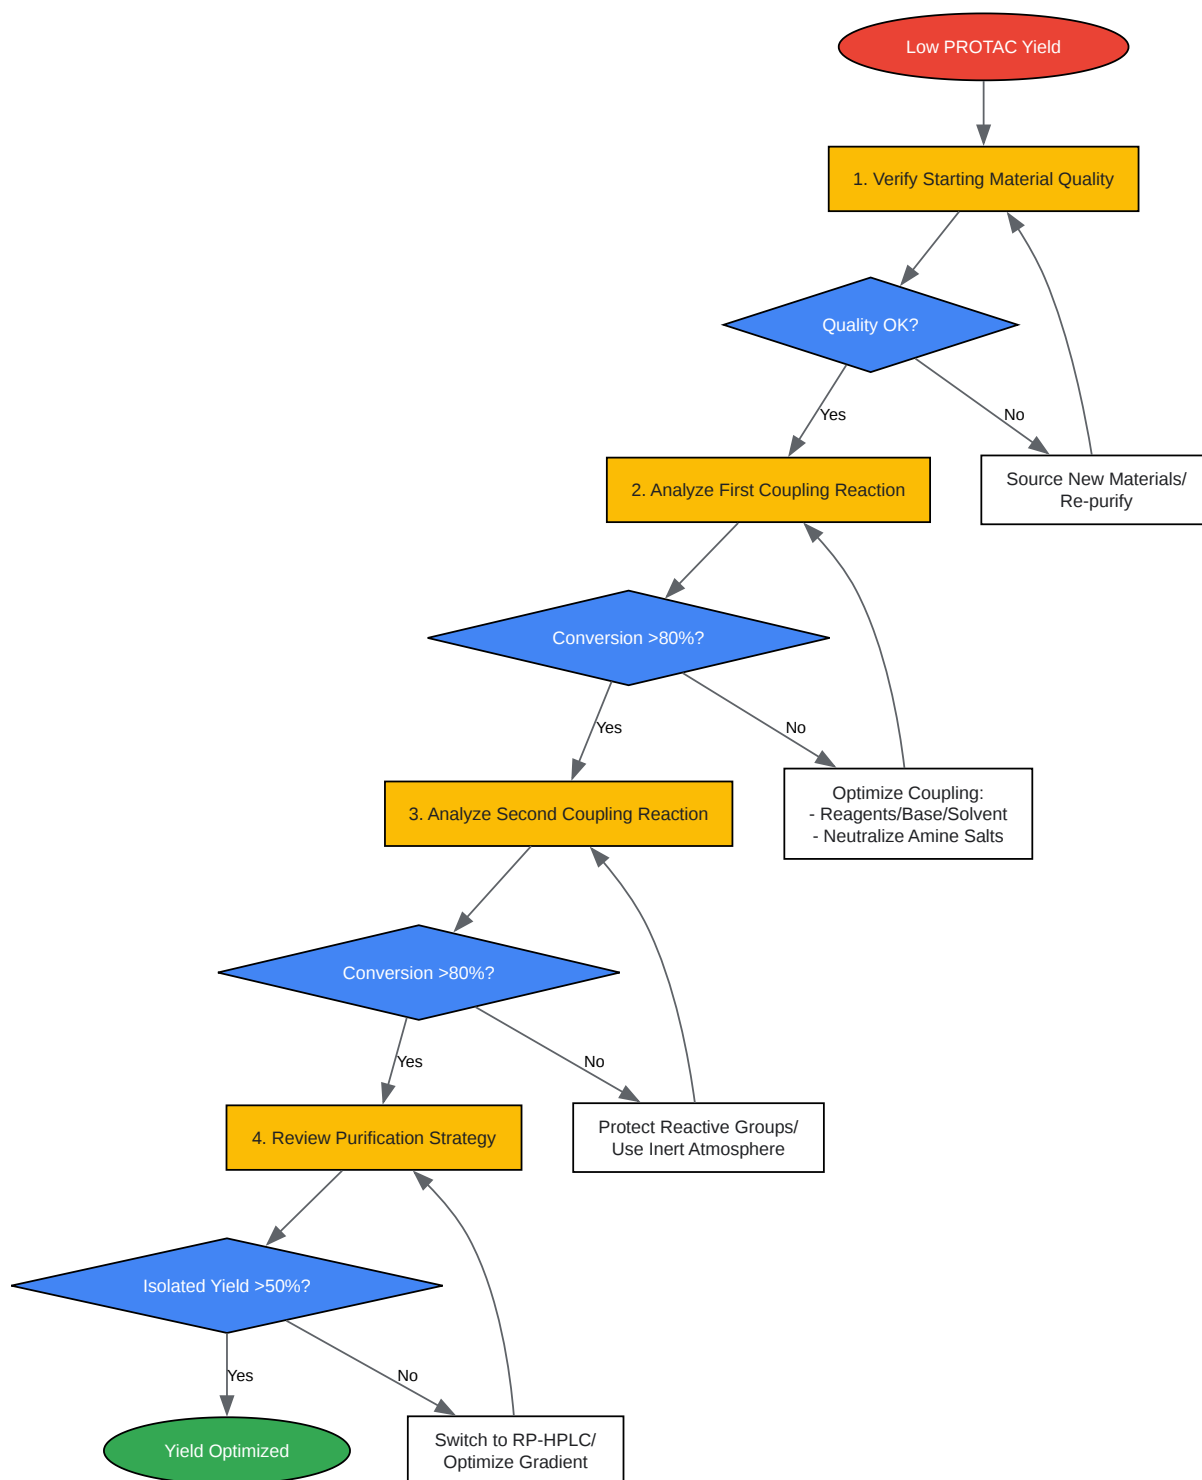 Low PROTAC Yield
1. Verify Starting Material Quality
Quality OK?
Yes
No
2. Analyze First Coupling Reaction
Source New Materials/
Re-purify
Conversion >80%?
Yes
No
3. Analyze Second Coupling Reaction
Optimize Coupling:
- Reagents/Base/Solvent
- Neutralize Amine Salts
Conversion >80%?
Yes
No
4. Review Purification Strategy
Protect Reactive Groups/
Use Inert Atmosphere
Isolated Yield >50%?
Yes
No
Yield Optimized
Switch to RP-HPLC/
Optimize Gradient